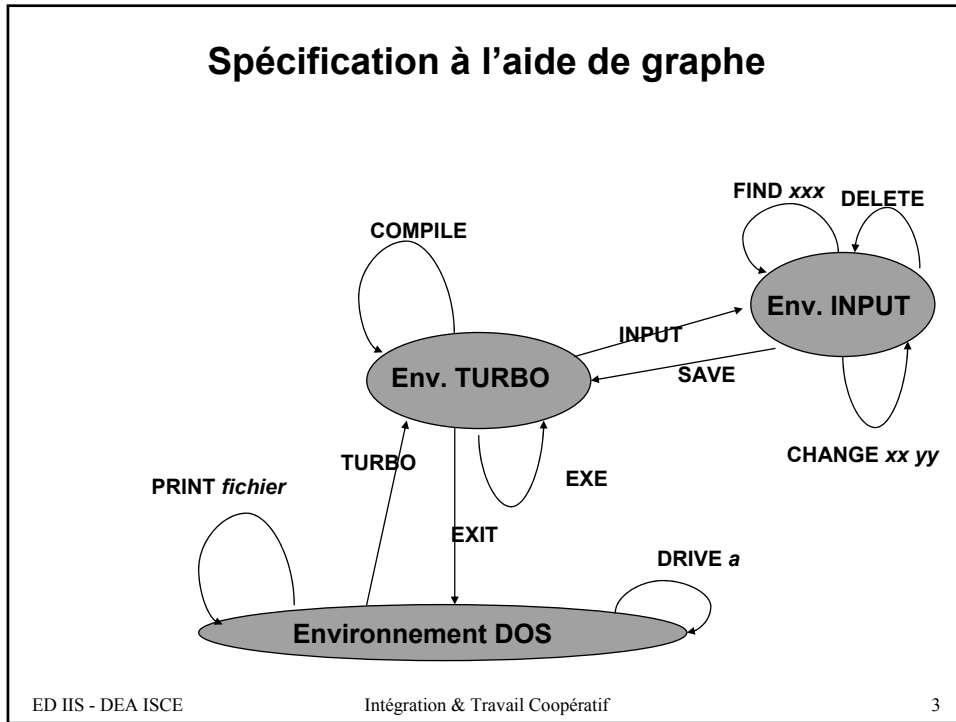 Spécification à l'aide de graphe
FIND xxx
DELETE
COMPILE
Env. INPUT
INPUT
Env. TURBO
SAVE
CHANGE xx yy
TURBO
EXE
PRINT fichier
EXIT
DRIVE a
Environnement DOS
ED IIS - DEA ISCE
Intégration & Travail Coopératif
3